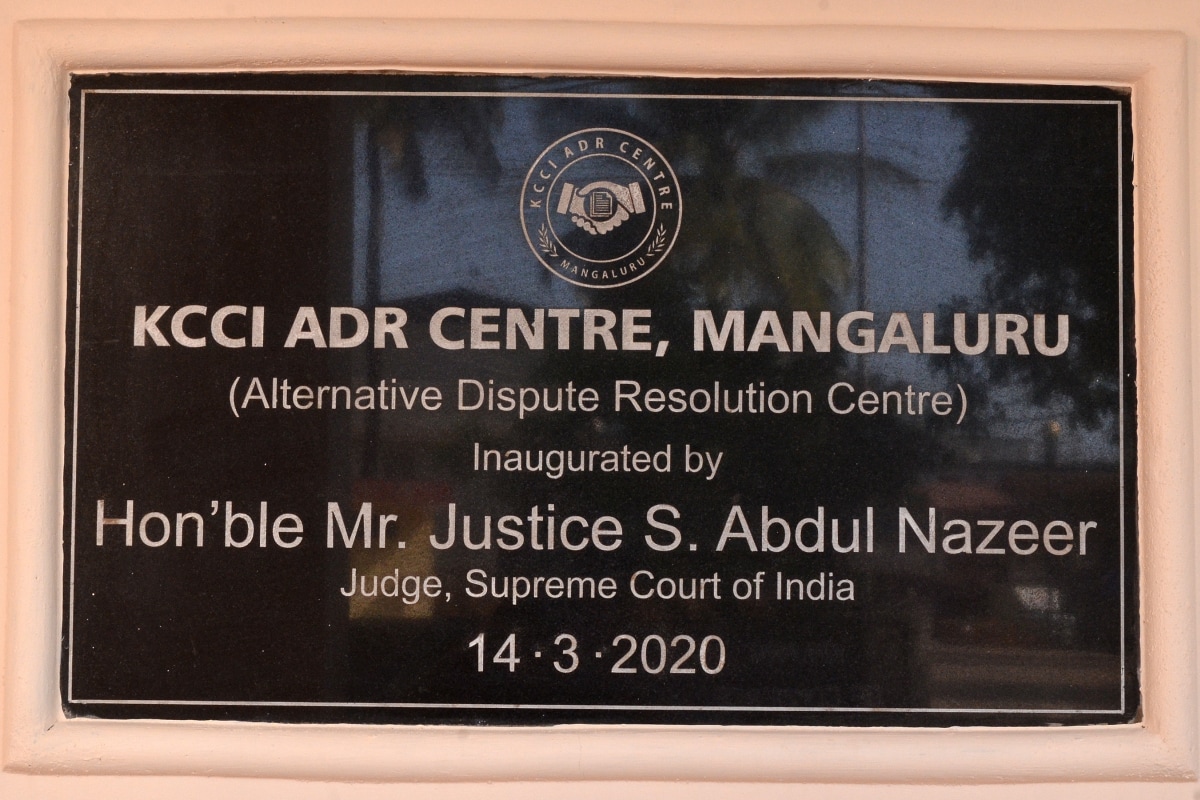 KCCI ADR CENTRE
MANGALURU
KCCI ADR CENTRE, MANGALURU
(Alternative Dispute Resolution Centre)
Inaugurated by
Hon'ble Mr. Justice S. Abdul Nazeer
Judge, Supreme Court of India
14·3·2020